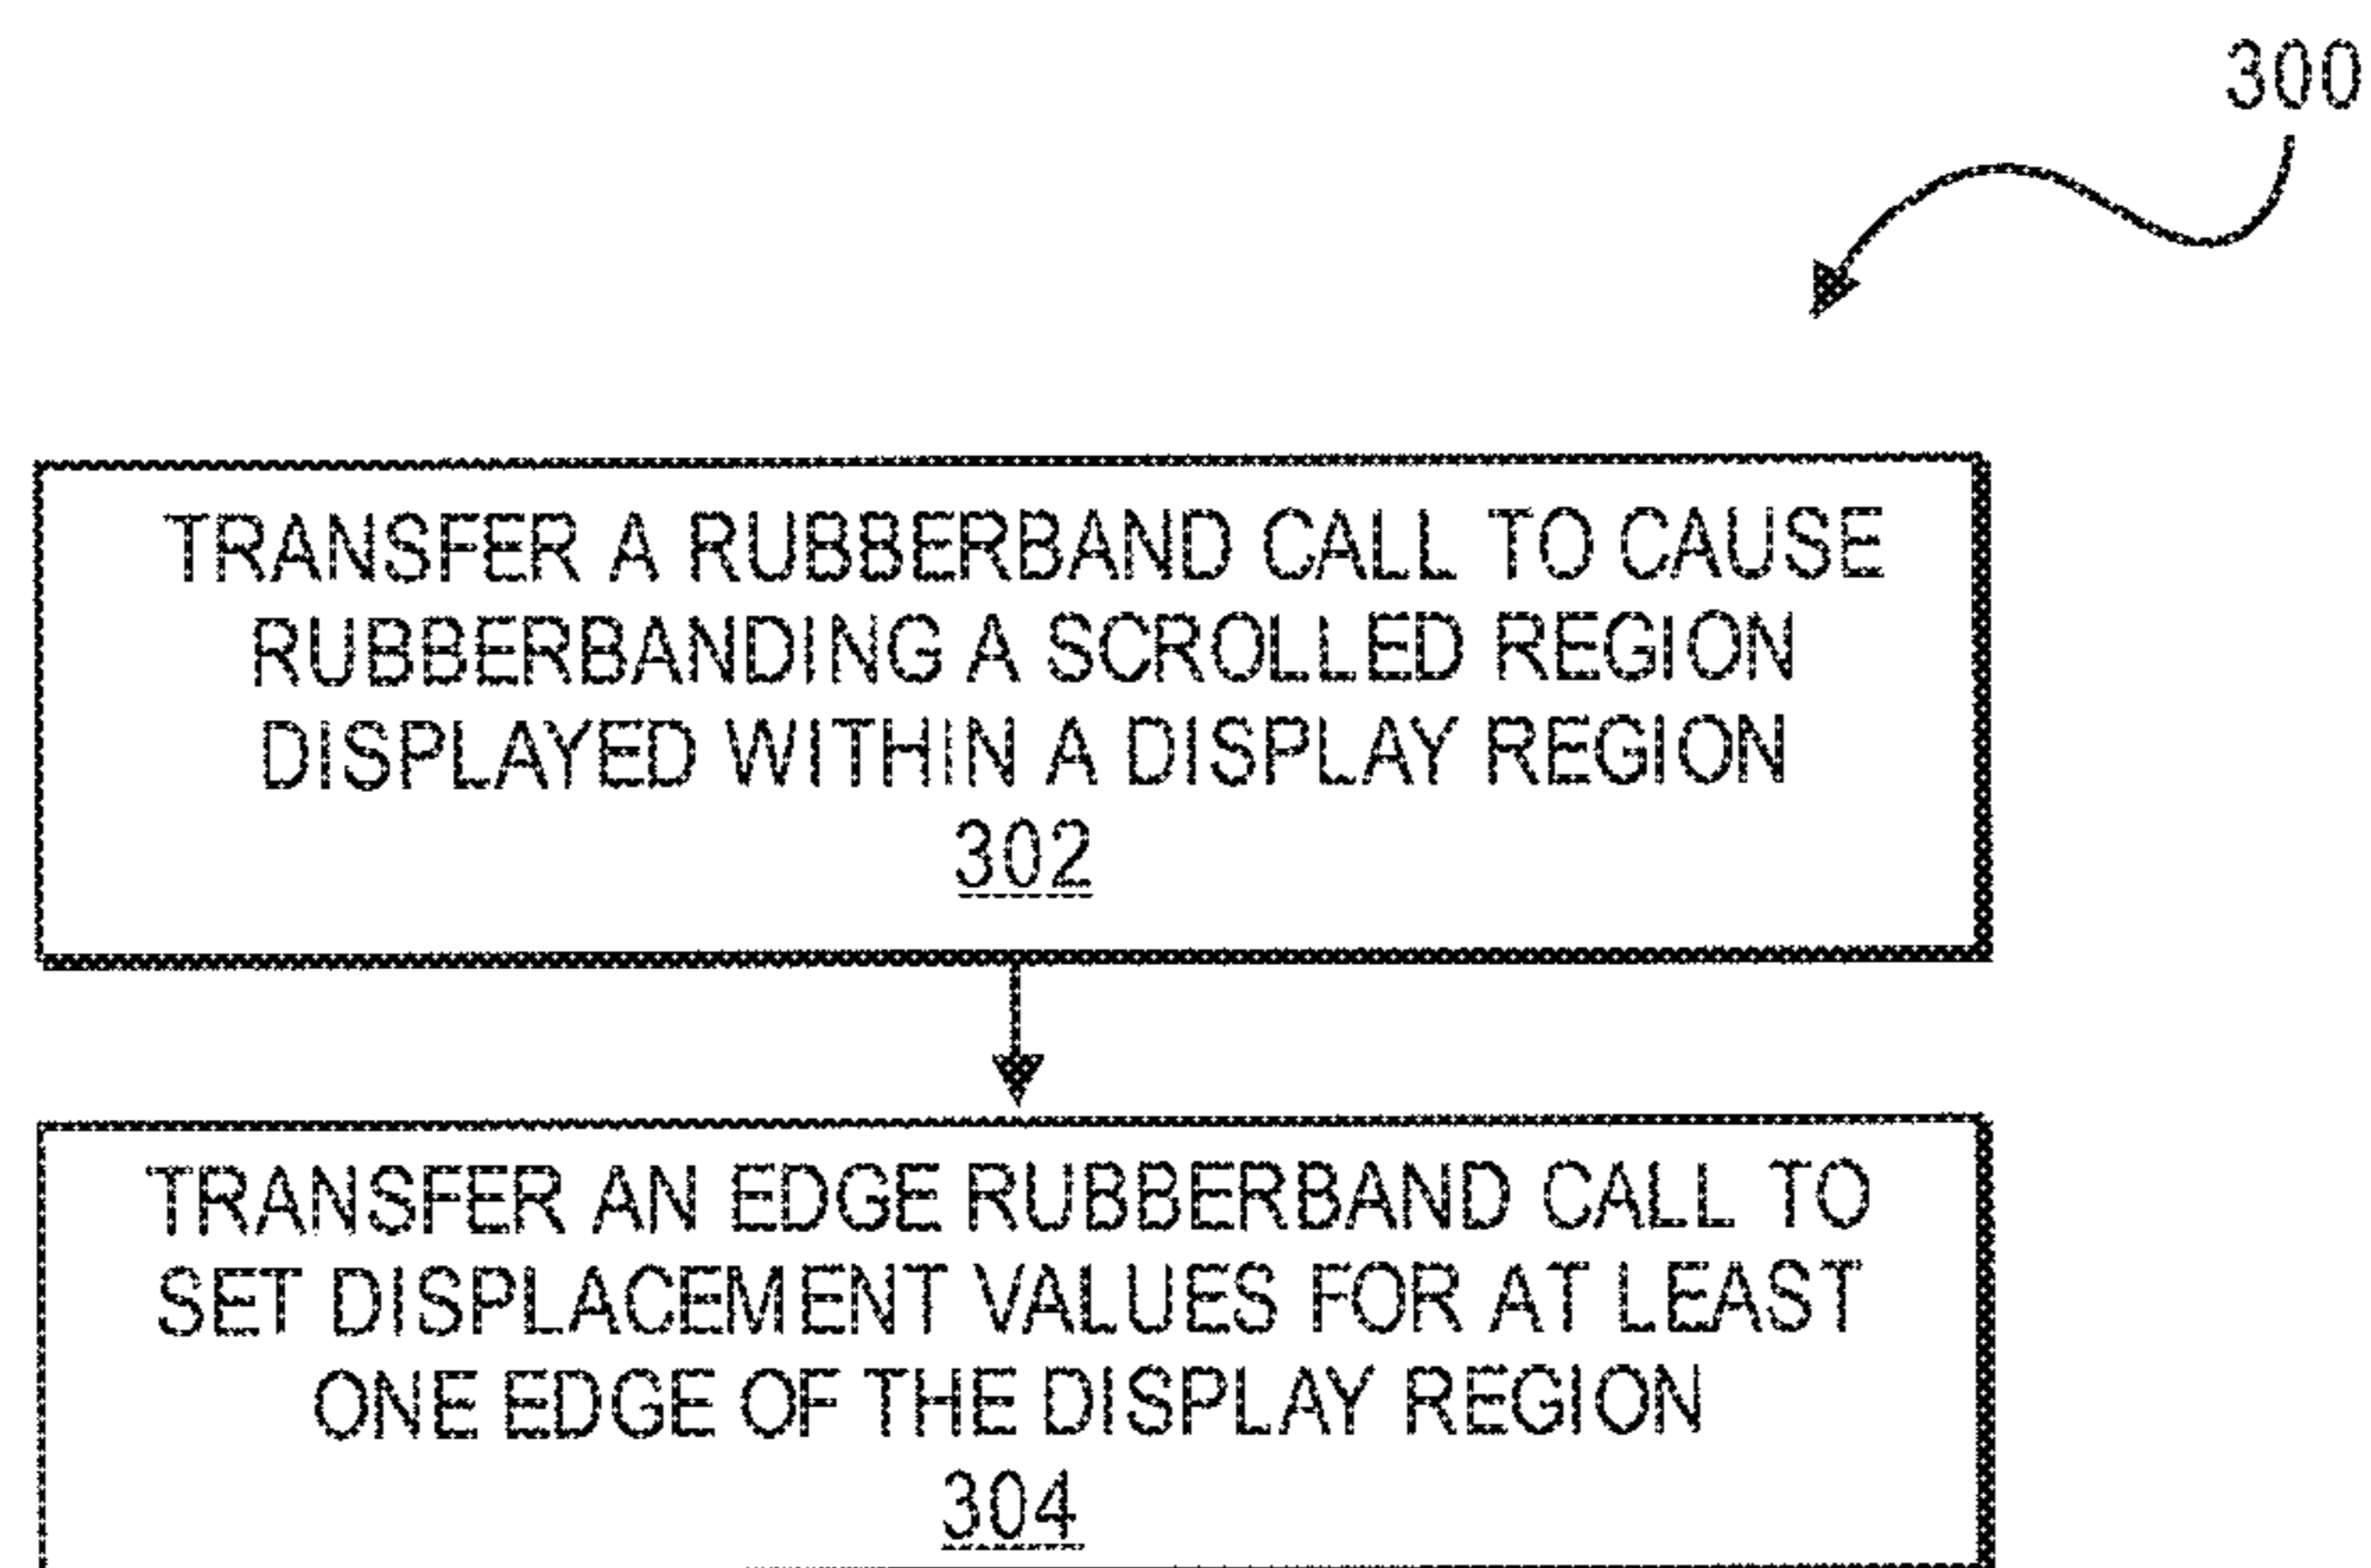 300
TRANSFER A RUBBERBAND CALL TO CAUSE
RUBBERBANDING A SCROLLED REGION
DISPLAYED WITHIN A DISPLAY REGION
302
TRANSFER AN EDGE RUBBERBAND CALL TO
SET DISPLACEMENT VALUES FOR AT LEAST
ONE EDGE OF THE DISPLAY REGION
304